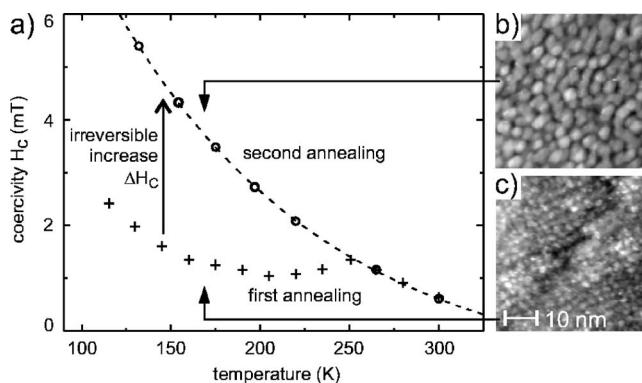 a)
6
4
2
0
coercivity H_C (mT)
irreversible
increase
ΔH_C
second annealing
first annealing
100 150 200 250 300
temperature (K)
b)
c)
10 nm